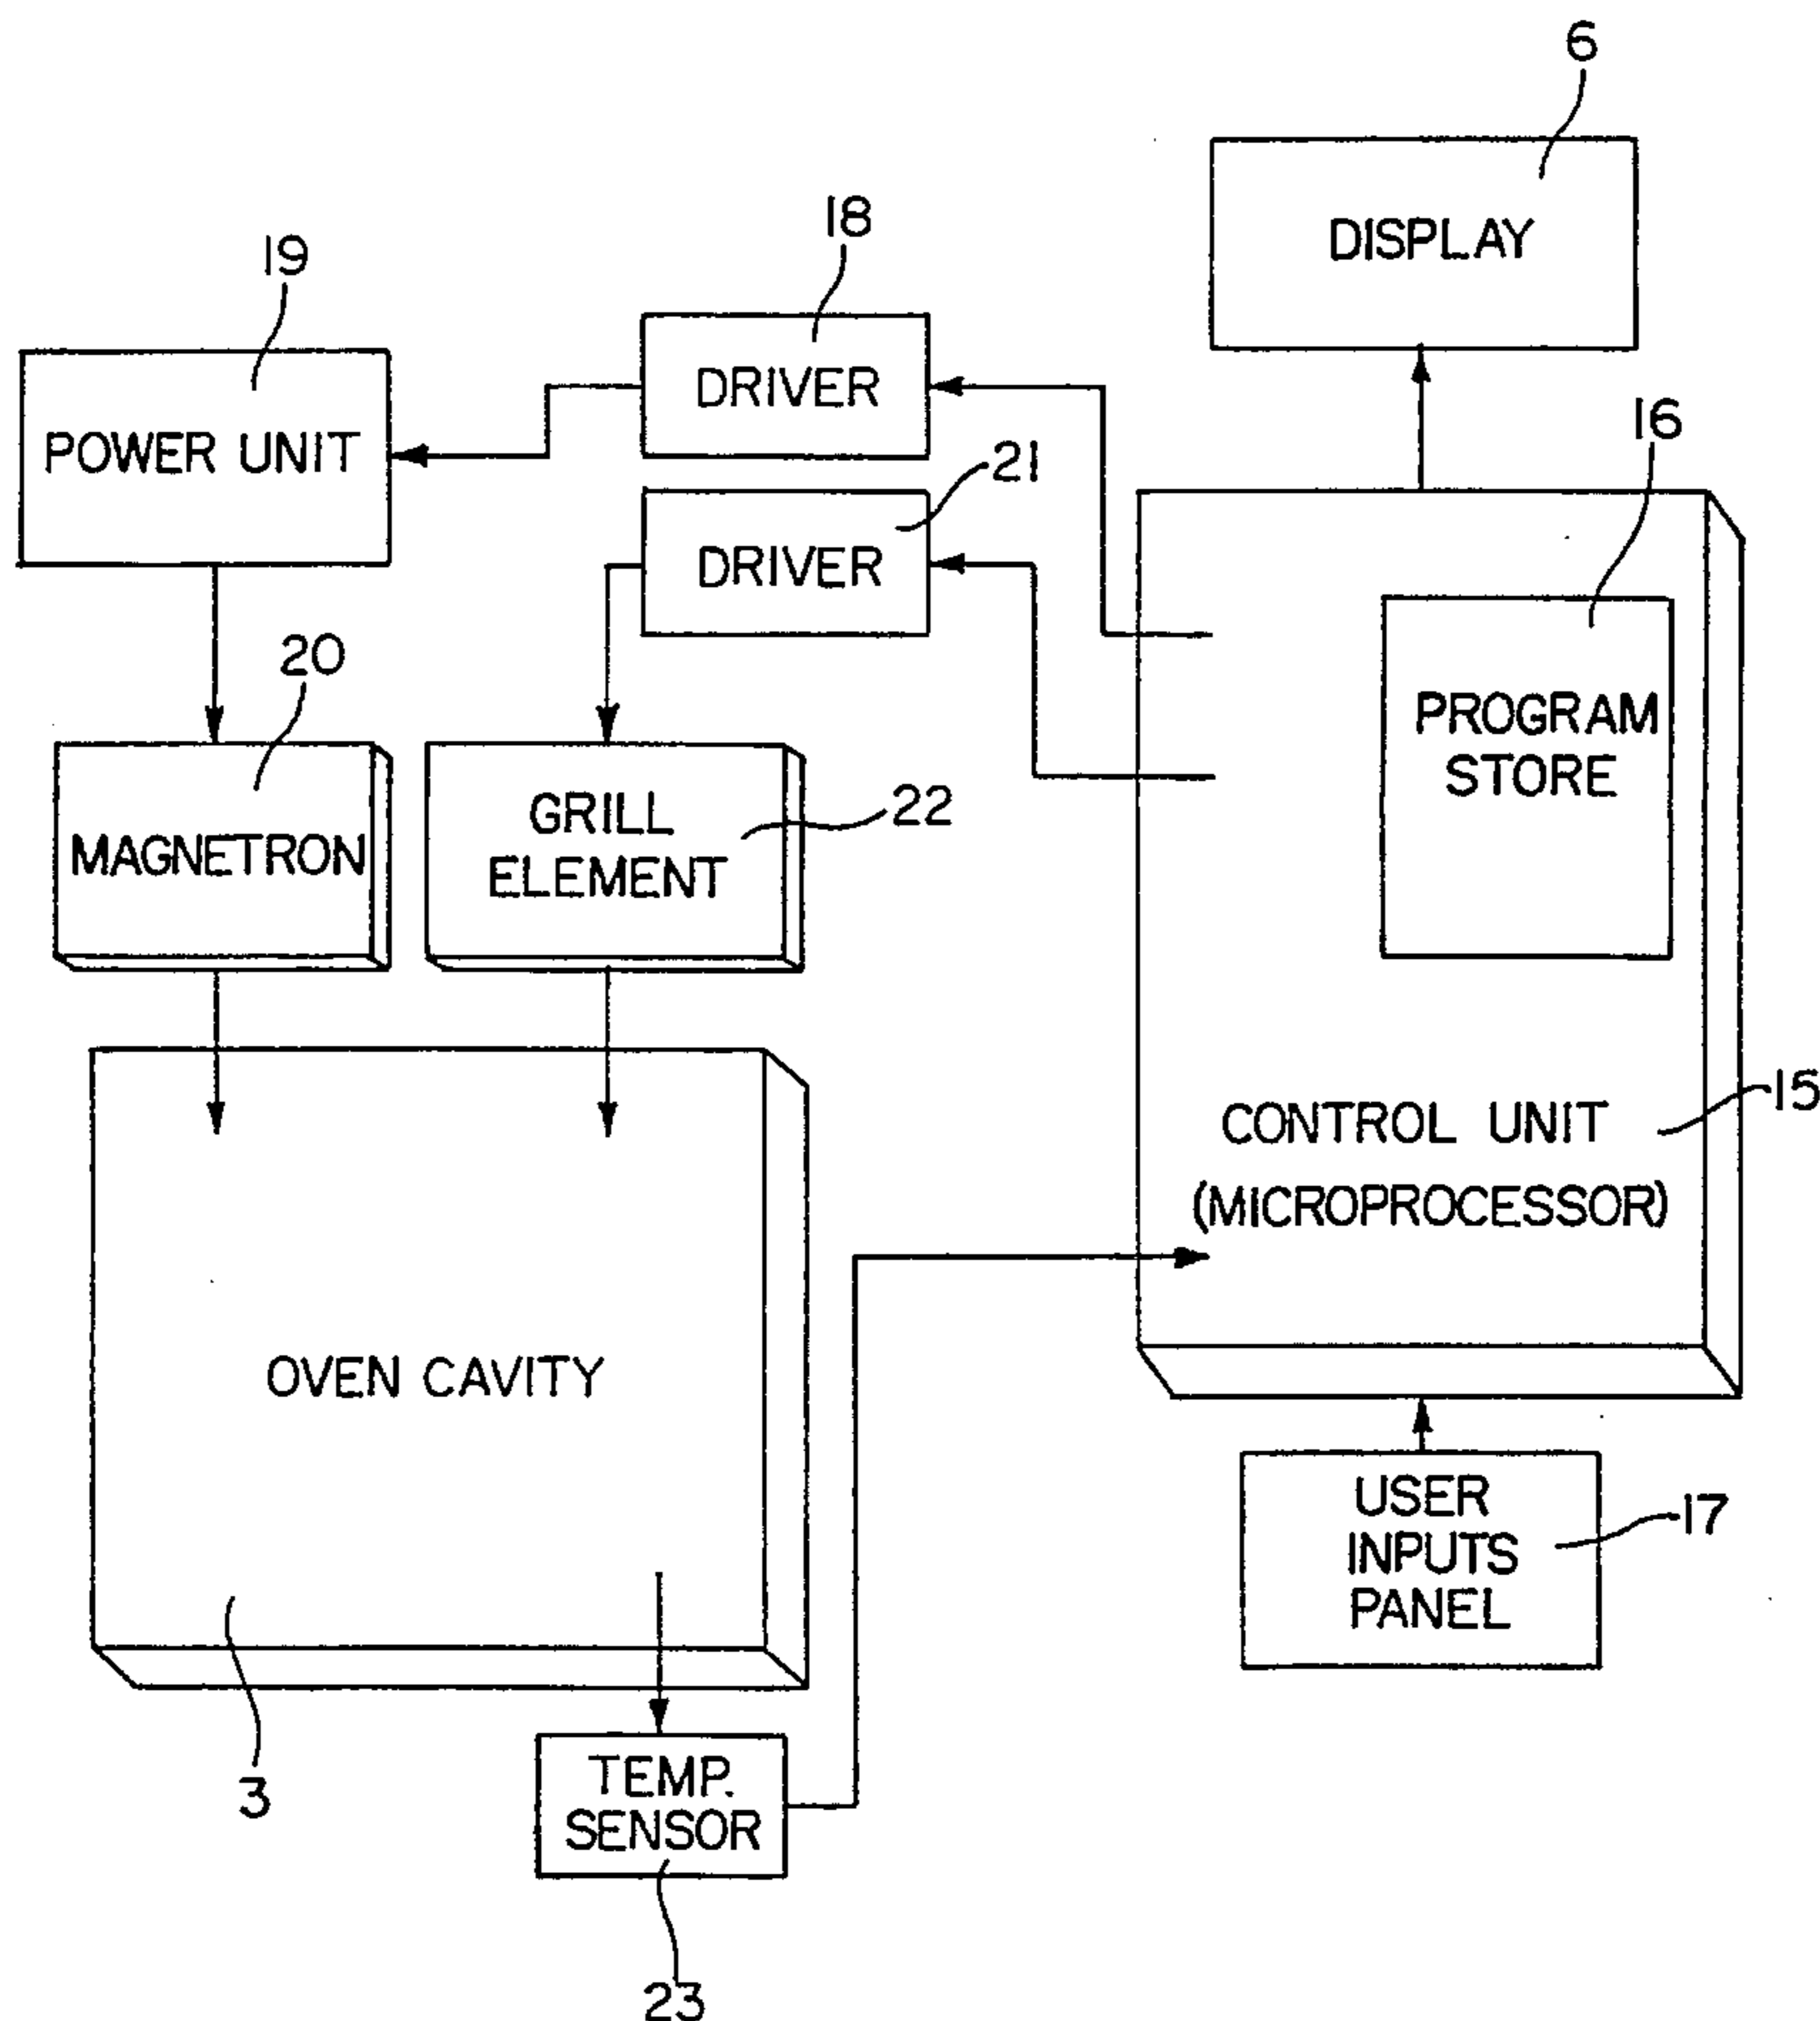 6
DISPLAY
18
19
DRIVER
POWER UNIT
16
21
DRIVER
20
PROGRAM
STORE
MAGNETRON
GRILL
ELEMENT
22
15
CONTROL UNIT
(MICROPROCESSOR)
OVEN CAVITY
USER
INPUTS
PANEL
17
3
TEMP.
SENSOR
23